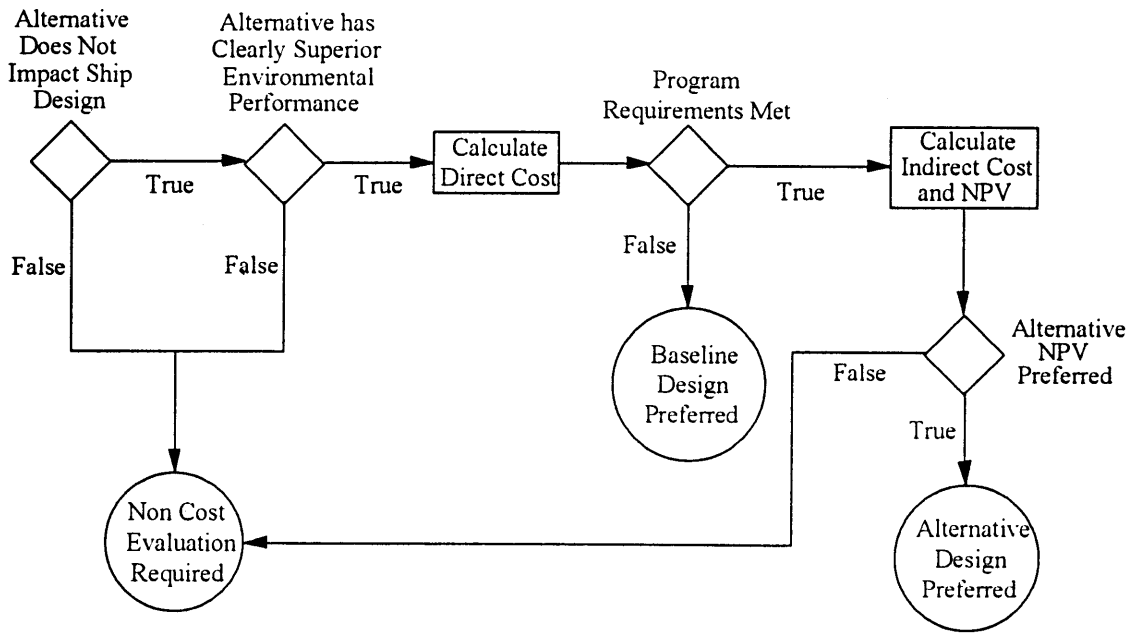 Alternative
Does Not
Impact Ship
Design
Alternative has
Clearly Superior
Environmental
Performance
Program
Requirements Met
True
True
Calculate
Direct Cost
True
Calculate
Indirect Cost
and NPV
False
False
False
Baseline
Design
Preferred
False
Alternative
NPV
Preferred
True
Non Cost
Evaluation
Required
Alternative
Design
Preferred